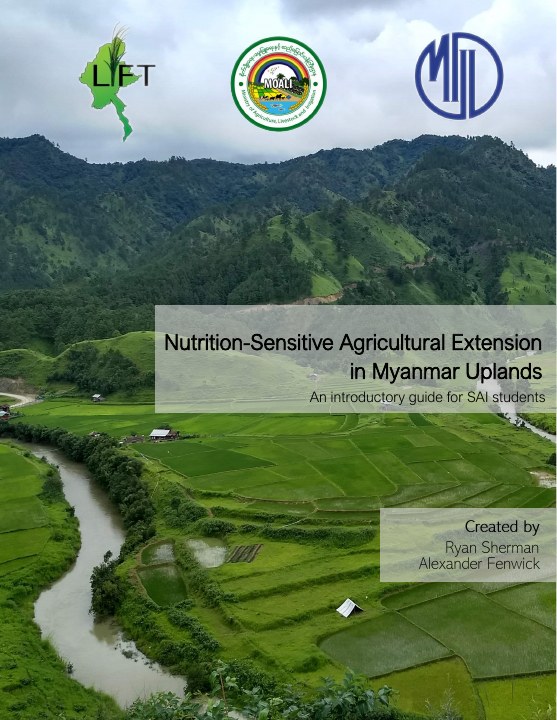 LIFT
MOALI
Ministry of Agriculture, Livestock and Irrigation
Nutrition-Sensitive Agricultural Extension
in Myanmar Uplands
An introductory guide for SAI students
Created by
Ryan Sherman
Alexander Fenwick